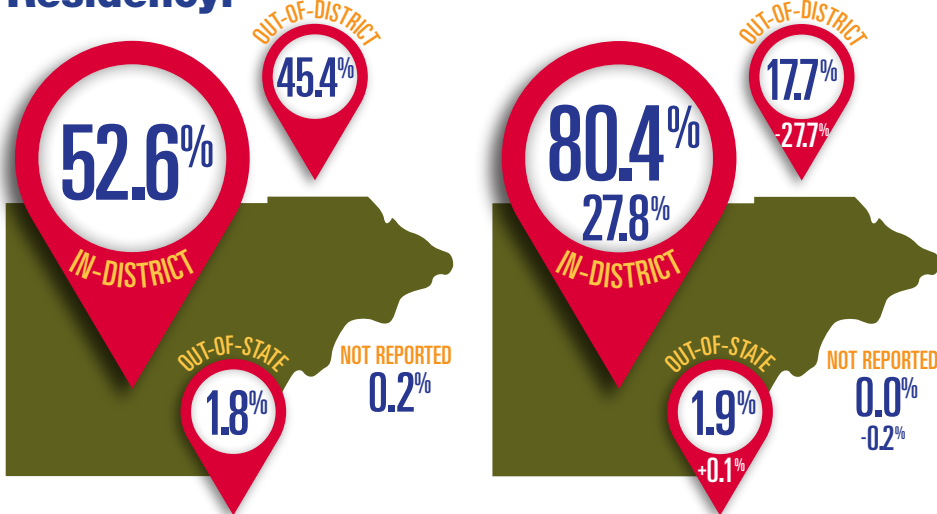 Residency:
OUT-OF-DISTRICT
45.4%
52.6%
IN-DISTRICT
OUT-OF-STATE
1.8%
NOT REPORTED
0.2%
OUT-OF-DISTRICT
17.7%
-27.7%
80.4%
27.8%
IN-DISTRICT
OUT-OF-STATE
1.9%
+0.1%
NOT REPORTED
0.0%
-0.2%